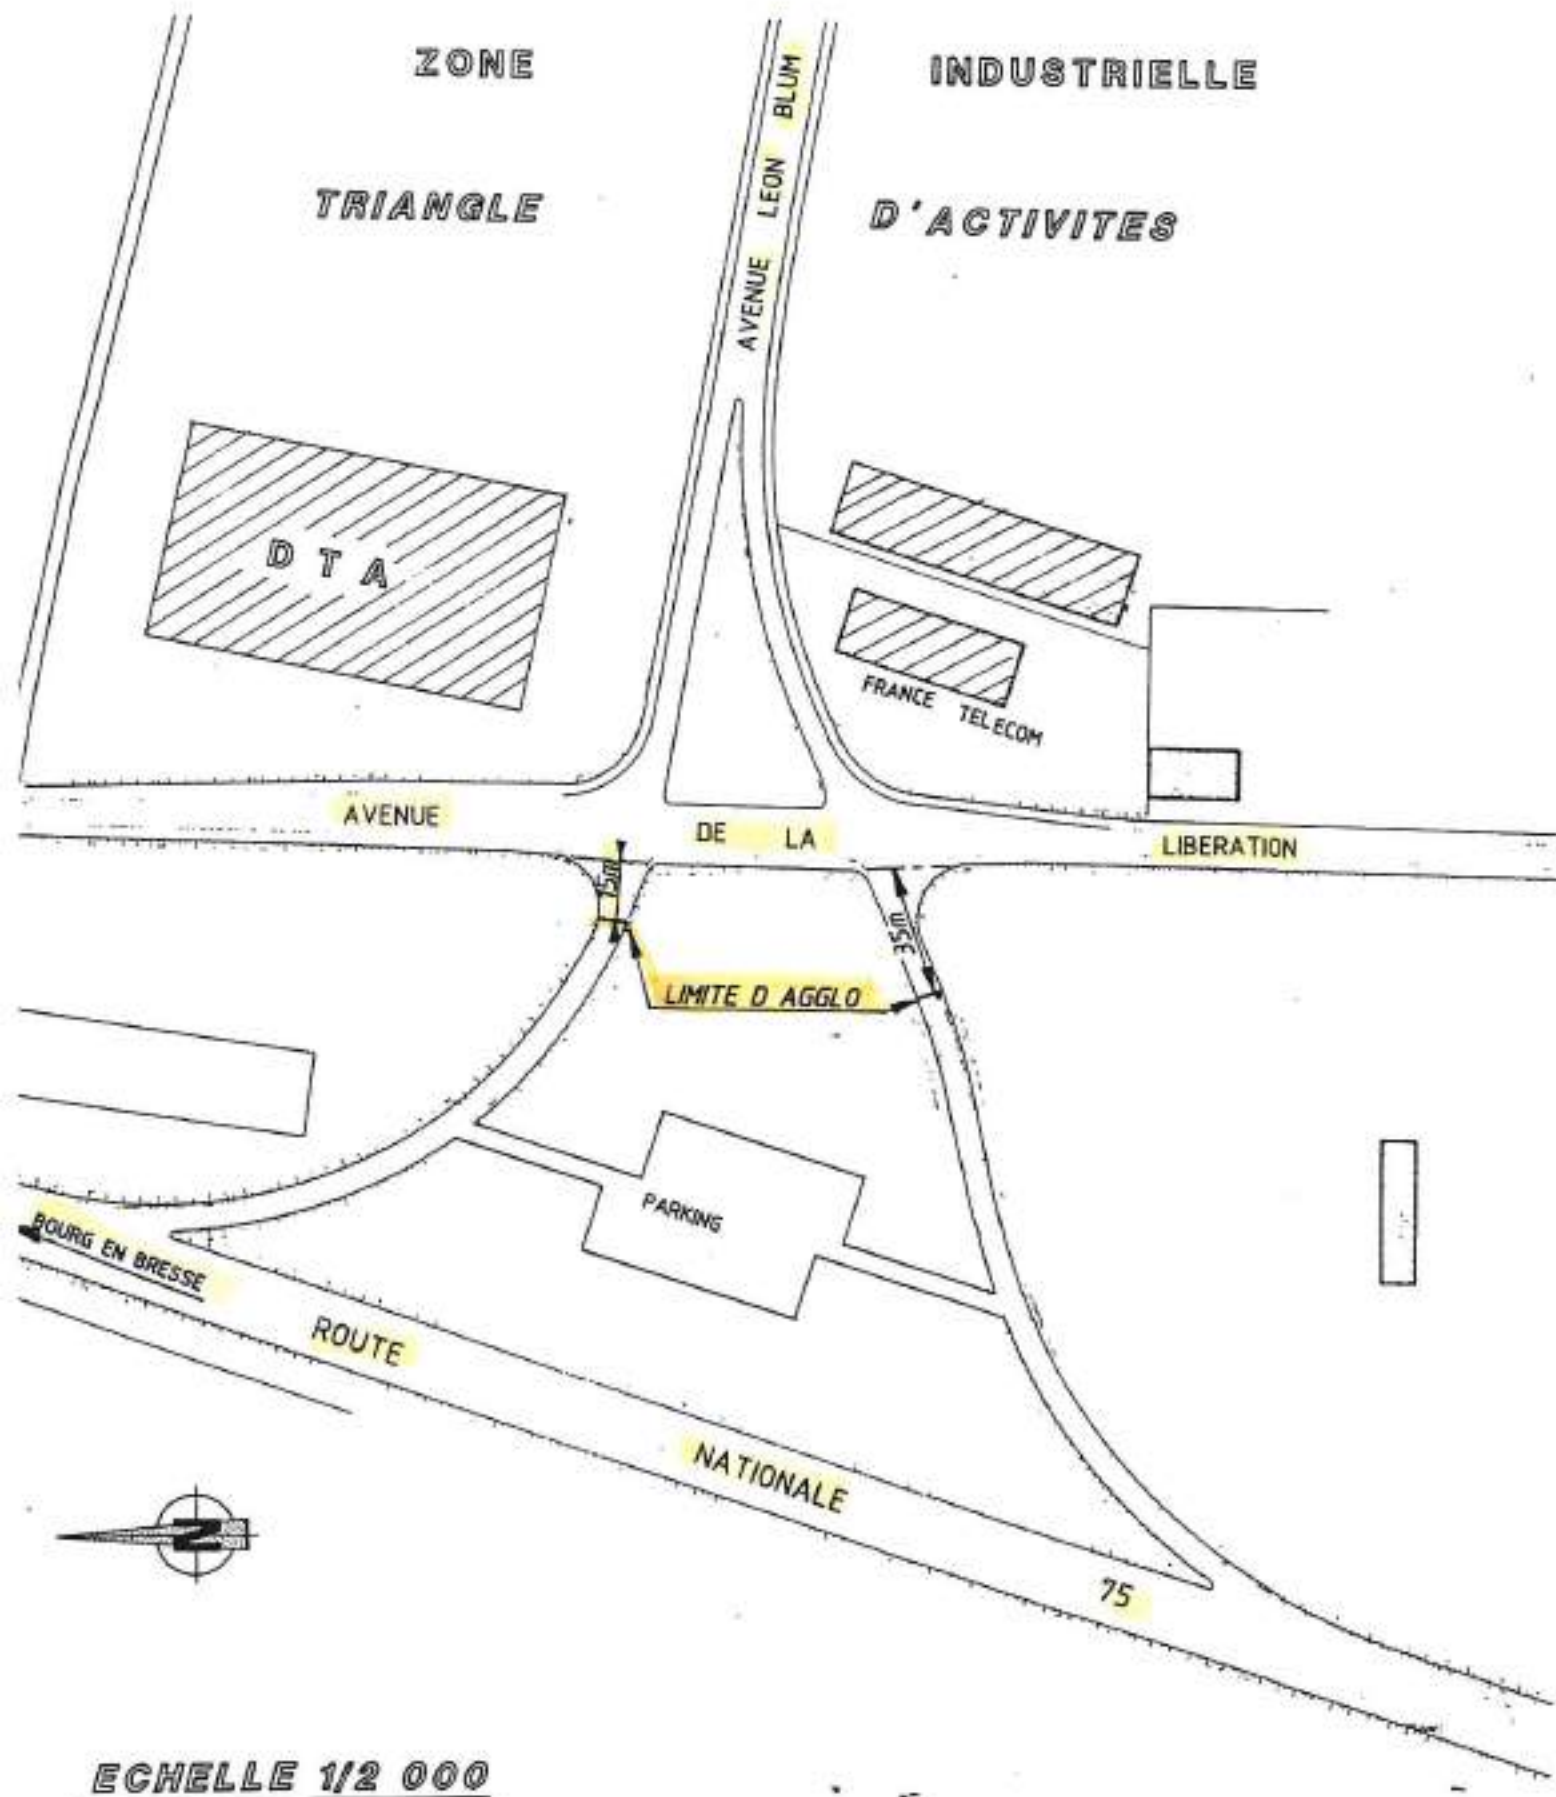 ZONE INDUSTRIELLE
TRIANGLE D'ACTIVITES
AVENUE LEON BLUM
D T A
FRANCE TELECOM
AVENUE DE LA LIBERATION
15m
35m
LIMITE D AGGLO
PARKING
BOURG EN BRESSE
ROUTE NATIONALE 75
N
ECHELLE 1/2 000